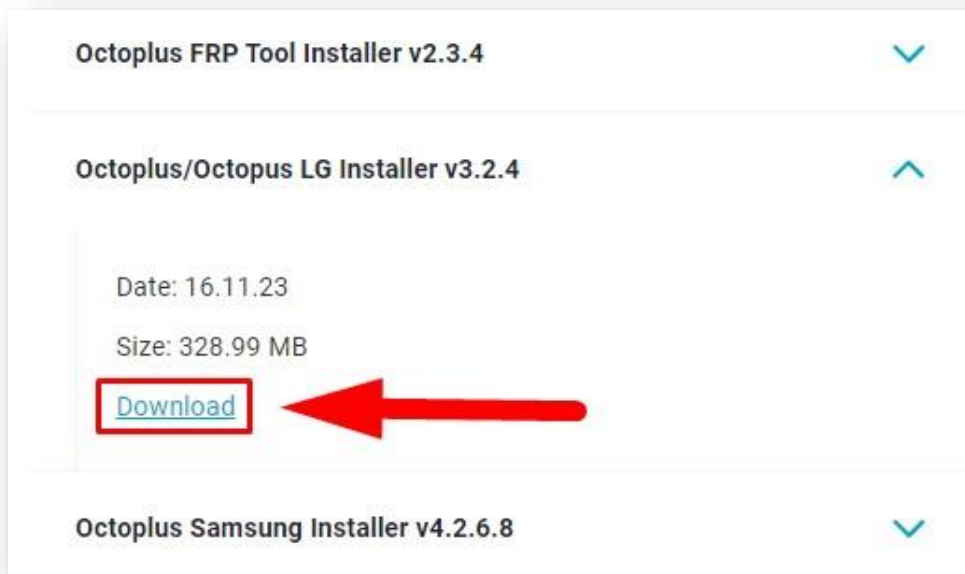 Octoplus FRP Tool Installer v2.3.4
Octoplus/Octopus LG Installer v3.2.4
Date: 16.11.23
Size: 328.99 MB
Download
Octoplus Samsung Installer v4.2.6.8